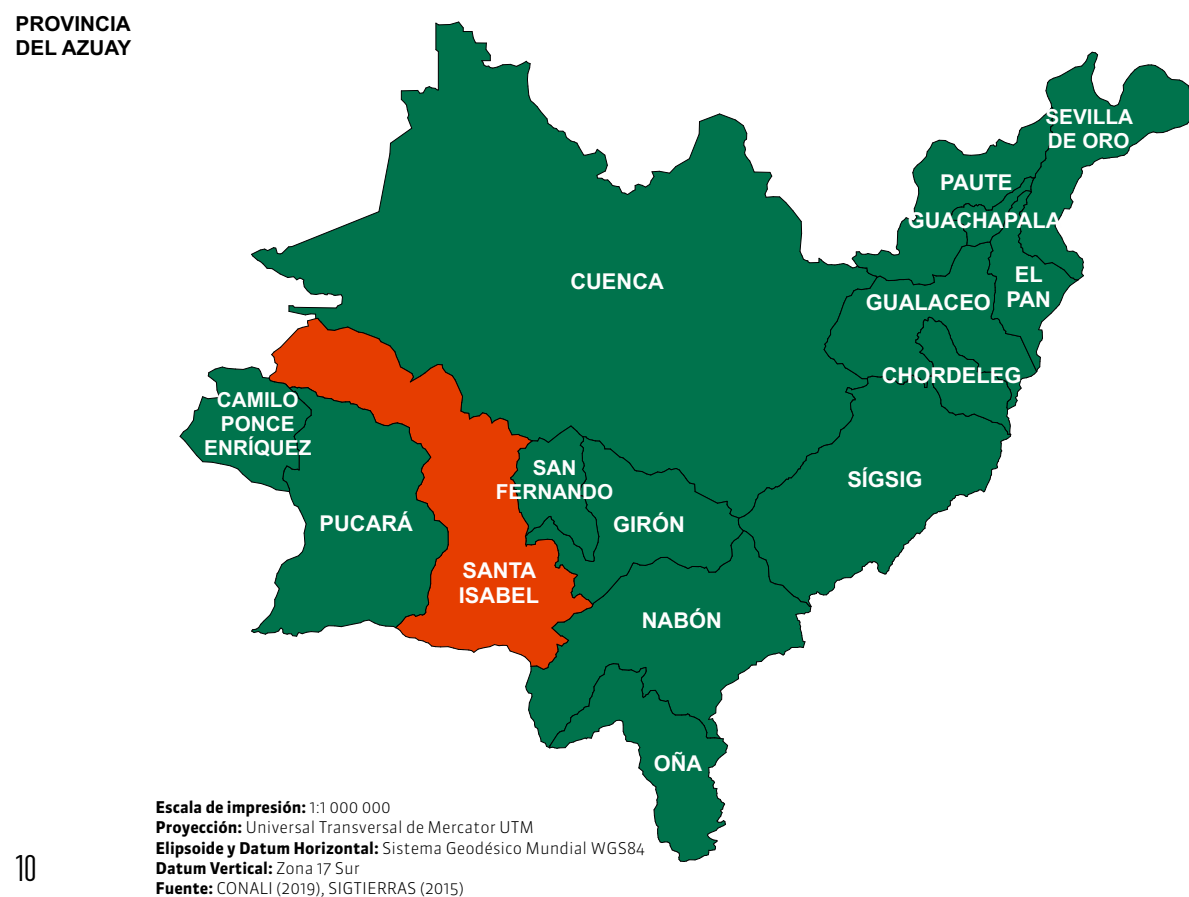 PROVINCIA
DEL AZUAY
SEVILLA
DE ORO
PAUTE
GUACHAPALA
EL
PAN
CUENCA
GUALACEO
CHORDELEG
CAMILO
PONCE
ENRÍQUEZ
SAN
FERNANDO
SÍGSIG
PUCARÁ
GIRÓN
SANTA
ISABEL
NABÓN
OÑA
Escala de impresión: 1:1 000 000
Proyección: Universal Transversal de Mercator UTM
Elipsoide y Datum Horizontal: Sistema Geodésico Mundial WGS84
Datum Vertical: Zona 17 Sur
Fuente: CONALI (2019), SIGTIERRAS (2015)
10